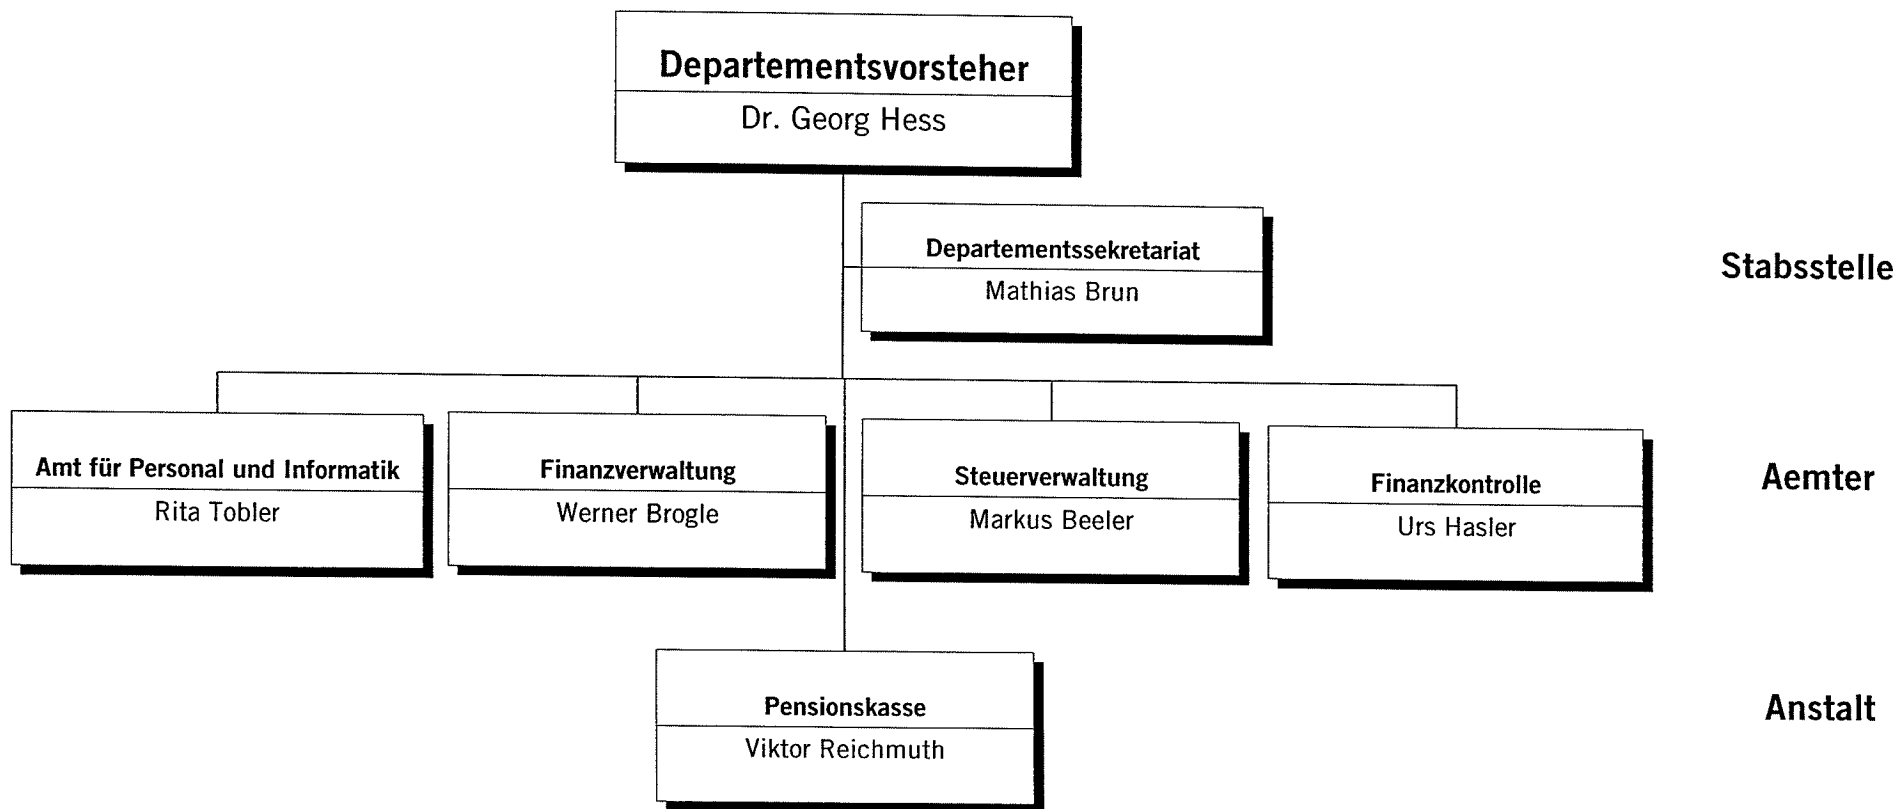 Departementsvorsteher
Dr. Georg Hess
Departementssekretariat
Mathias Brun
Stabsstelle
Amt für Personal und Informatik
Rita Tobler
Finanzverwaltung
Werner Brogle
Steuerverwaltung
Markus Beeler
Finanzkontrolle
Urs Hasler
Aemter
Pensionskasse
Viktor Reichmuth
Anstalt